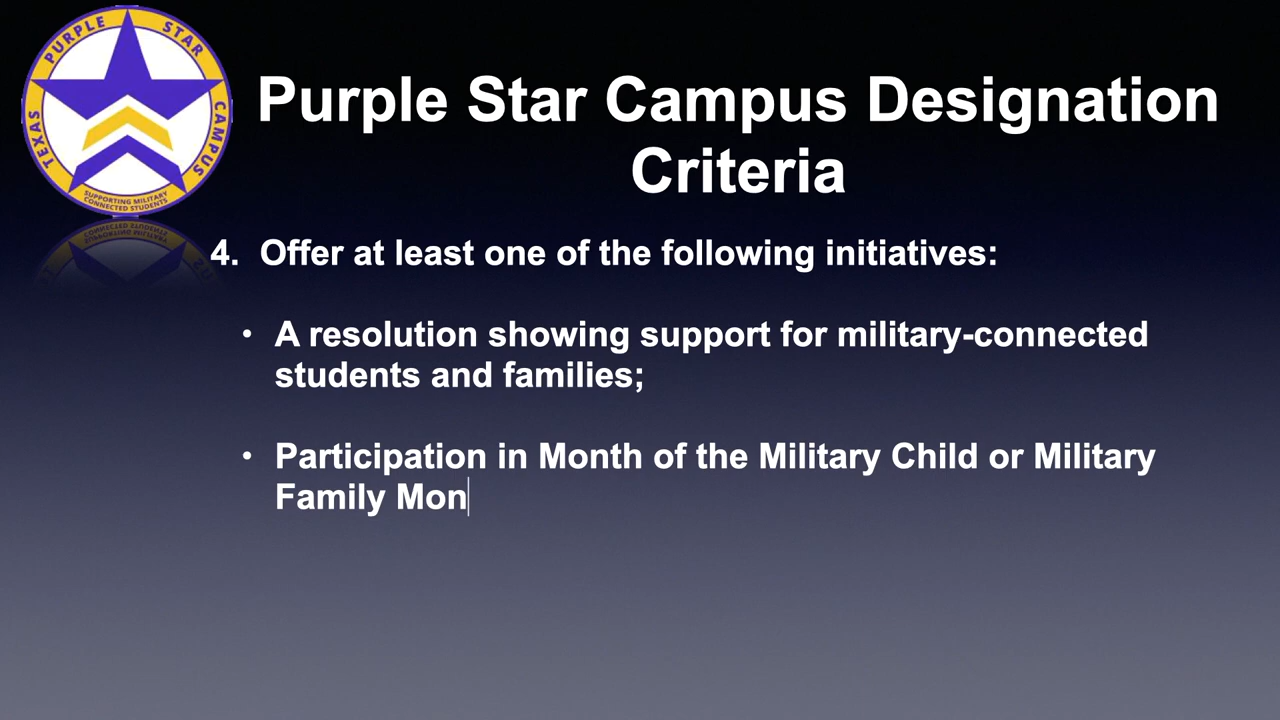 PURPLE STAR CAMPUS
TEXAS
SUPPORTING MILITARY
CONNECTED STUDENTS
Purple Star Campus Designation
Criteria
4. Offer at least one of the following initiatives:
• A resolution showing support for military-connected
students and families;
• Participation in Month of the Military Child or Military
Family Mon